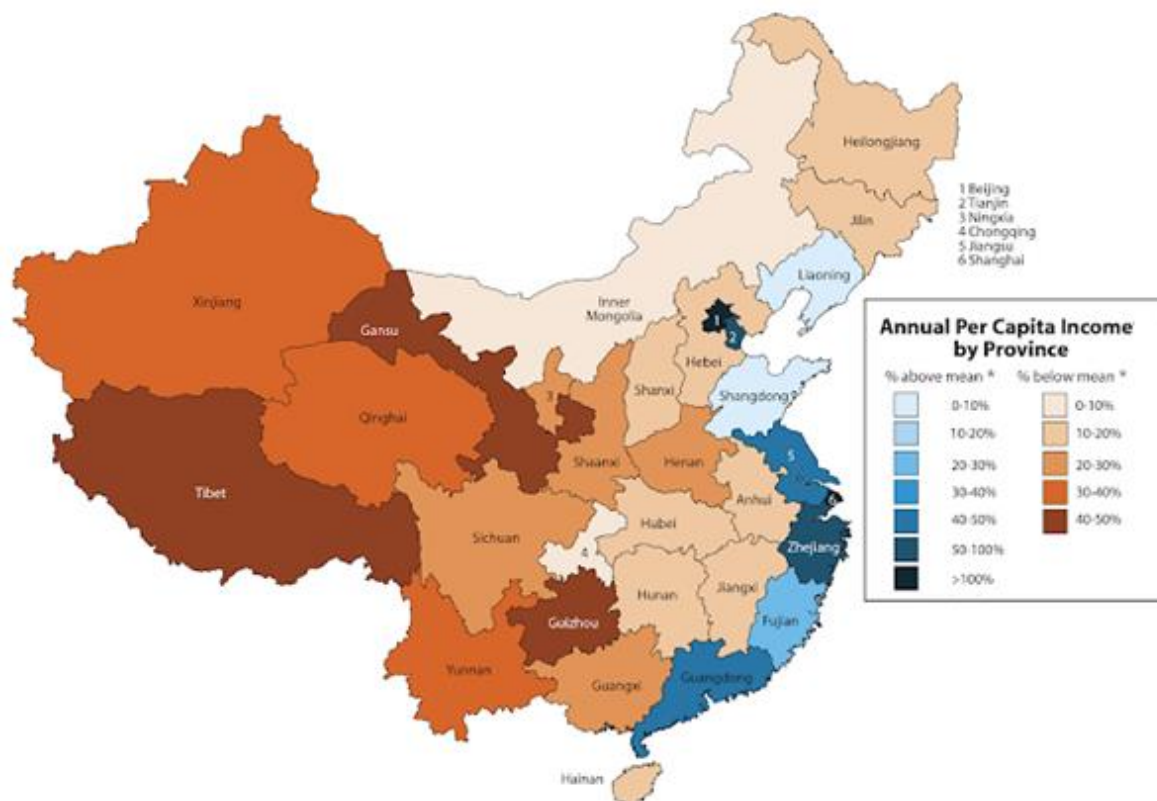 Heilongjiang
1 Beijing
2 Tianjin
3 Ningxia
4 Chongqing
5 Jiangsu
6 Shanghai
Jilin
Liaoning
Xinjiang
Inner
Mongolia
Gansu
1
2
Hebei
Shanxi
Shangdong
Qinghai
3
Shaanxi
Henan
5
Tibet
Anhui
6
Sichuan
Hubei
4
Zhejiang
Hunan
Jiangxi
Guizhou
Fujian
Yunnan
Guangxi
Guangdong
Hainan
Annual Per Capita Income
by Province
% above mean * % below mean *
0-10% 0-10%
10-20% 10-20%
20-30% 20-30%
30-40% 30-40%
40-50% 40-50%
50-100%
>100%